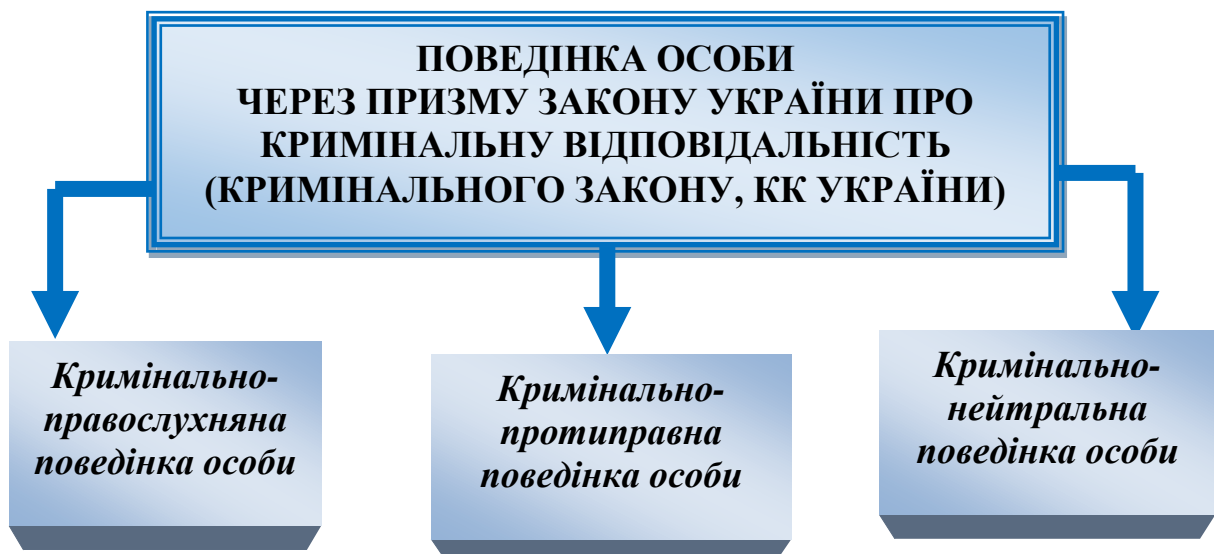 ПОВЕДІНКА ОСОБИ
ЧЕРЕЗ ПРИЗМУ ЗАКОНУ УКРАЇНИ ПРО
КРИМІНАЛЬНУ ВІДПОВІДАЛЬНІСТЬ
(КРИМІНАЛЬНОГО ЗАКОНУ, КК УКРАЇНИ)
Кримінально-
правослухняна
поведінка особи
Кримінально-
протиправна
поведінка особи
Кримінально-
нейтральна
поведінка особи